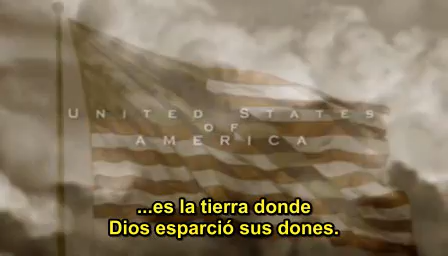 UNITED STATES
OF
AMERICA
...es la tierra donde
Dios esparció sus dones.